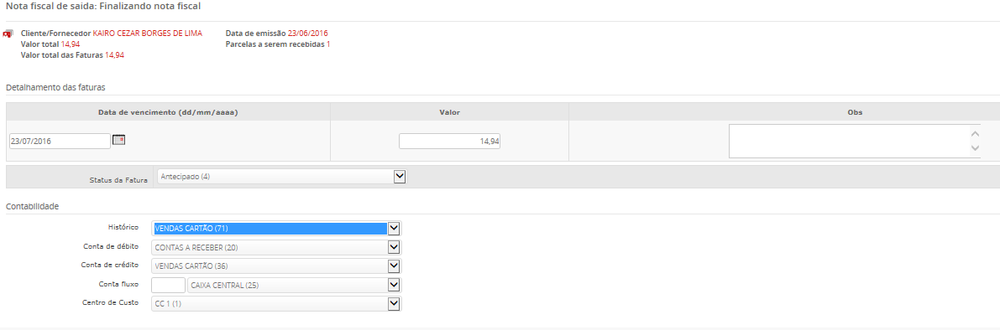 Nota fiscal de saída: Finalizando nota fiscal
Cliente/Fornecedor KAIRO CEZAR BORGES DE LIMA Data de emissão 23/06/2016
Valor total 14,94 Parcelas a serem recebidas 1
Valor total das Faturas 14,94
Detalhamento das faturas
Data de vencimento (dd/mm/aaaa) Valor Obs
23/07/2016 14,94
Status da Fatura Antecipado (4)
Contabilidade
Histórico VENDAS CARTÃO (71)
Conta de débito CONTAS A RECEBER (20)
Conta de crédito VENDAS CARTÃO (36)
Conta fluxo CAIXA CENTRAL (25)
Centro de Custo CC 1 (1)